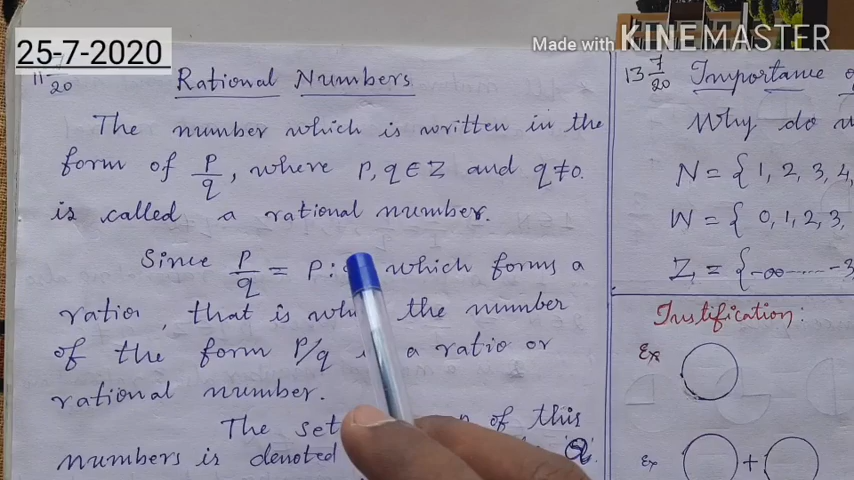 25-7-2020
Made with KINEMASTER
11 7/20
Rational Numbers
The number which is written in the
form of P/q, where P, q ∈ Z and q ≠ 0.
is called a rational number.
Since P/q = P: which forms a
ratio, that is the number
of the form P/q a ratio or
rational number.
The set of this
numbers is denoted Q.
13 7/20
Importance
Why do
N = {1, 2, 3, 4,
W = {0, 1, 2, 3,
Z = {-∞ ...... -3
Justification:
Ex
Ex
+